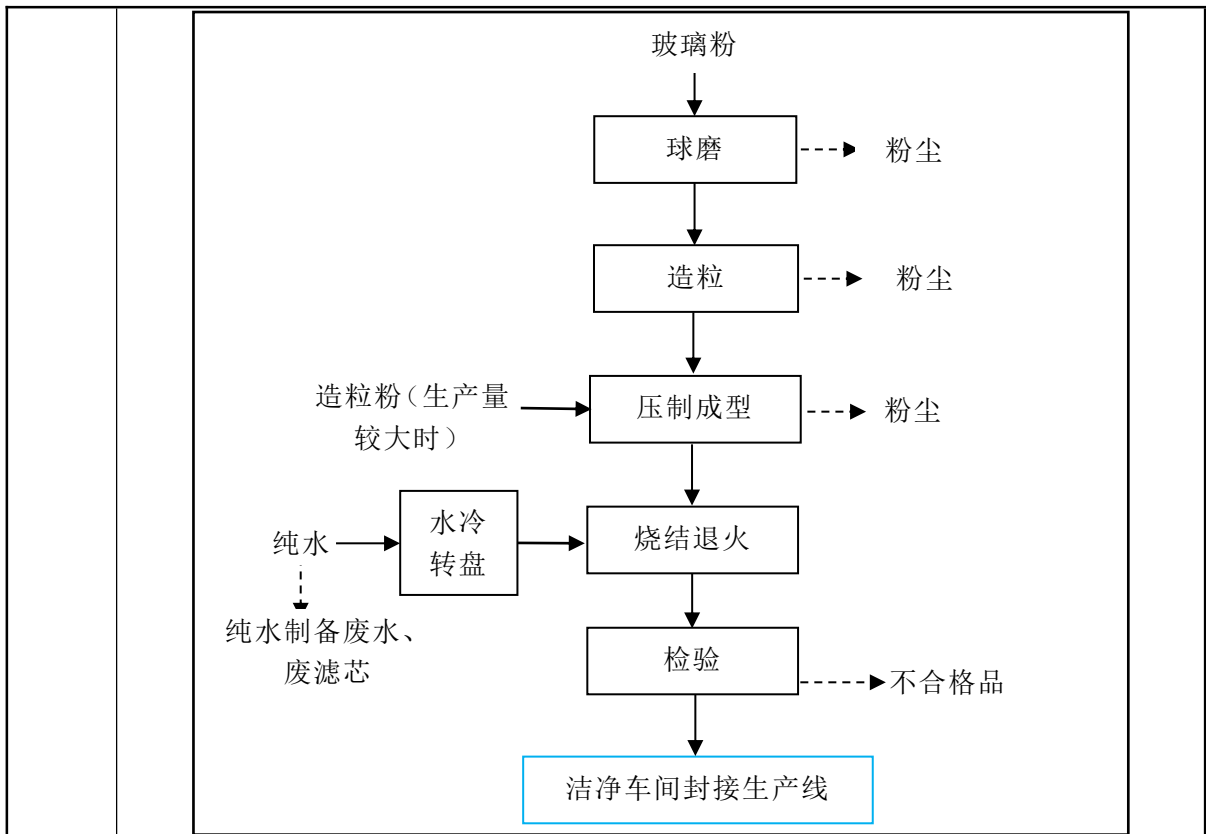 玻璃粉
球磨
粉尘
造粒
粉尘
造粒粉（生产量
较大时）
压制成型
粉尘
纯水
水冷
转盘
烧结退火
纯水制备废水、
废滤芯
检验
不合格品
洁净车间封接生产线